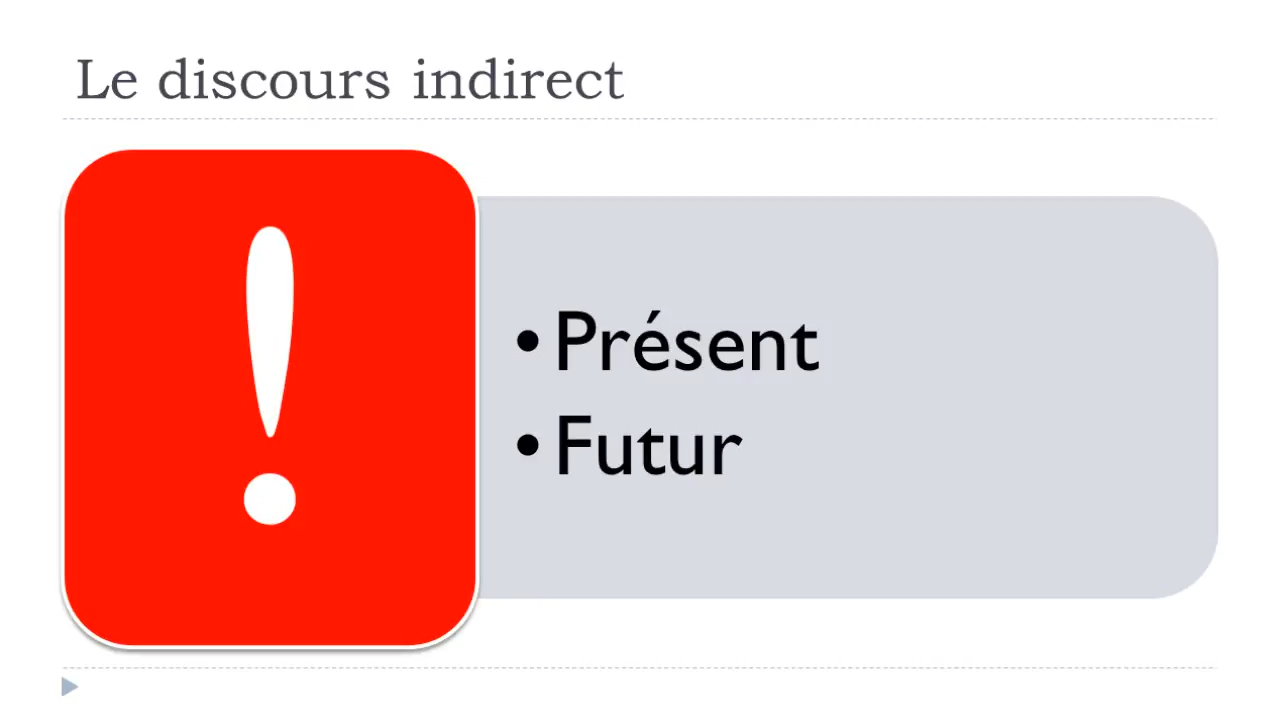 Le discours indirect
!
• Présent
• Futur